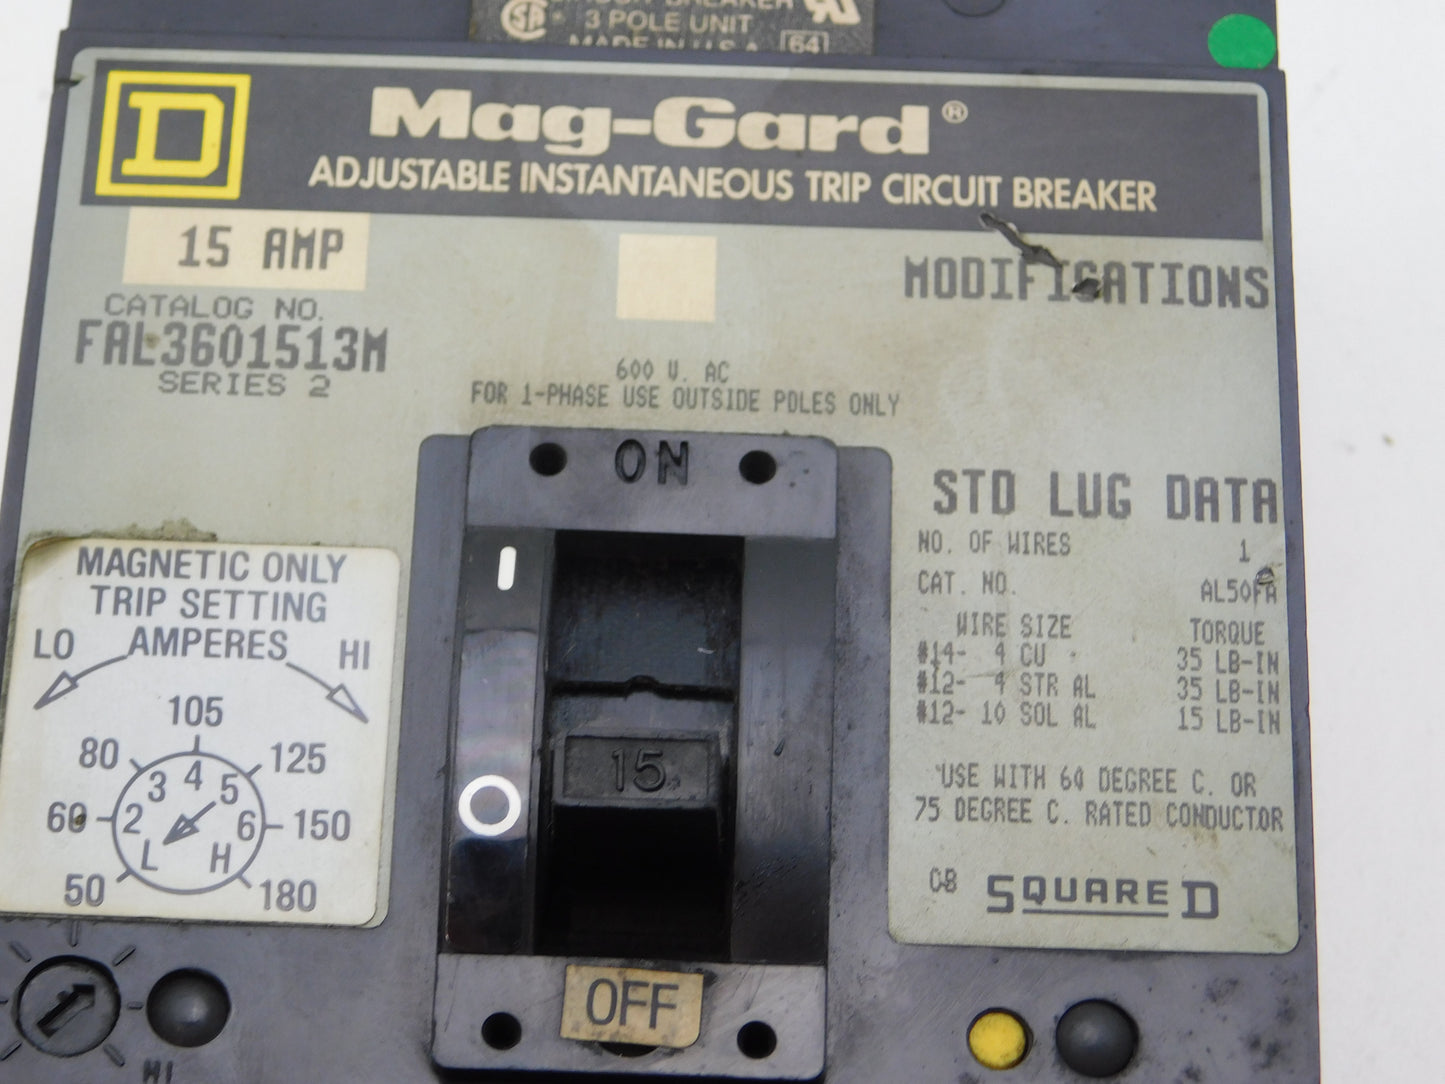 3 POLE UNIT
MADE IN U.S.A. 64
D
Mag-Gard®
ADJUSTABLE INSTANTANEOUS TRIP CIRCUIT BREAKER
15 AMP
CATALOG NO.
FAL3601513M
SERIES 2
MODIFICATIONS
600 V. AC
FOR 1-PHASE USE OUTSIDE POLES ONLY
ON
STD LUG DATA
NO. OF WIRES 1
CAT. NO. AL50FA
WIRE SIZE TORQUE
#14- 4 CU 35 LB-IN
#12- 4 STR AL 35 LB-IN
#12- 10 SOL AL 15 LB-IN
USE WITH 60 DEGREE C. OR
75 DEGREE C. RATED CONDUCTOR
SQUARE D
MAGNETIC ONLY
TRIP SETTING
AMPERES
LO HI
105
80 125
60 150
50 180
L 2 3 4 5 6 H
15
OFF
HI